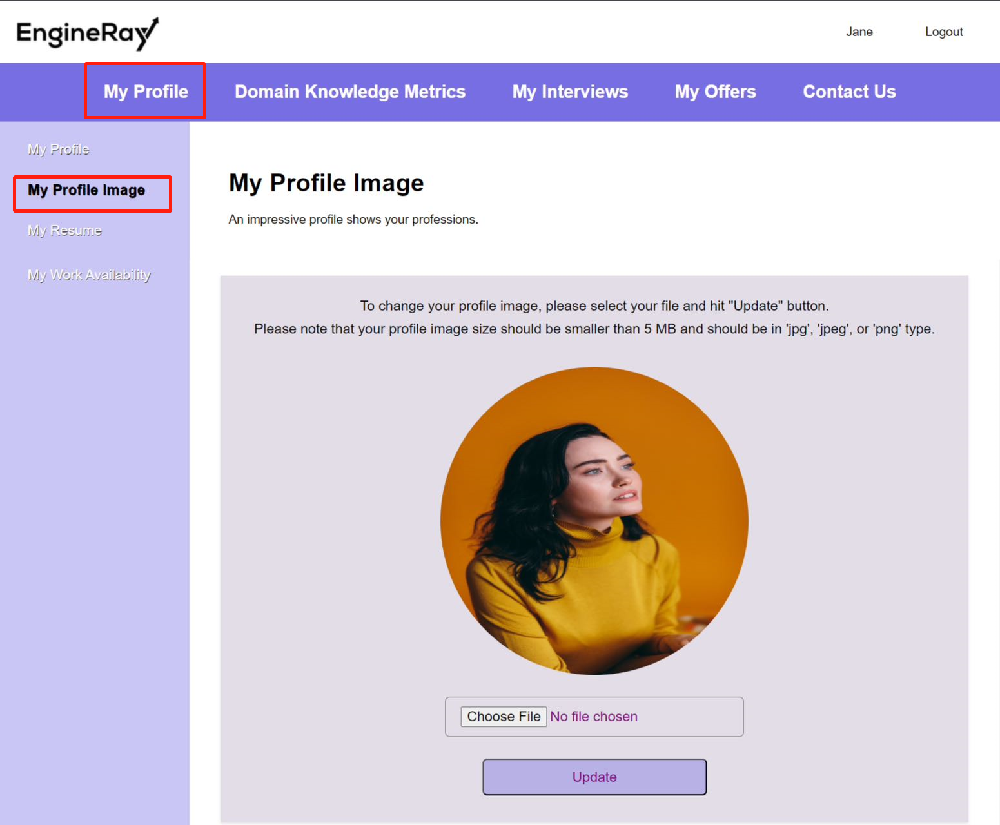 EngineRay
Jane
Logout
My Profile
Domain Knowledge Metrics
My Interviews
My Offers
Contact Us
My Profile
My Profile Image
My Resume
My Work Availability
My Profile Image
An impressive profile shows your professions.
To change your profile image, please select your file and hit "Update" button.
Please note that your profile image size should be smaller than 5 MB and should be in 'jpg', 'jpeg', or 'png' type.
Choose File No file chosen
Update